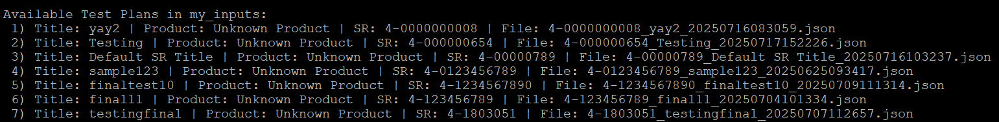 Available Test Plans in my_inputs:
1) Title: yay2 | Product: Unknown Product | SR: 4-0000000008 | File: 4-0000000008_yay2_20250716083059.json
2) Title: Testing | Product: Unknown Product | SR: 4-000000654 | File: 4-000000654_Testing_20250717152226.json
3) Title: Default SR Title | Product: Unknown Product | SR: 4-00000789 | File: 4-00000789_Default SR Title_20250716103237.json
4) Title: sample123 | Product: Unknown Product | SR: 4-0123456789 | File: 4-0123456789_sample123_20250625093417.json
5) Title: finaltest10 | Product: Unknown Product | SR: 4-1234567890 | File: 4-1234567890_finaltest10_20250709111314.json
6) Title: final11 | Product: Unknown Product | SR: 4-123456789 | File: 4-123456789_final11_20250704101334.json
7) Title: testingfinal | Product: Unknown Product | SR: 4-1803051 | File: 4-1803051_testingfinal_20250707112657.json